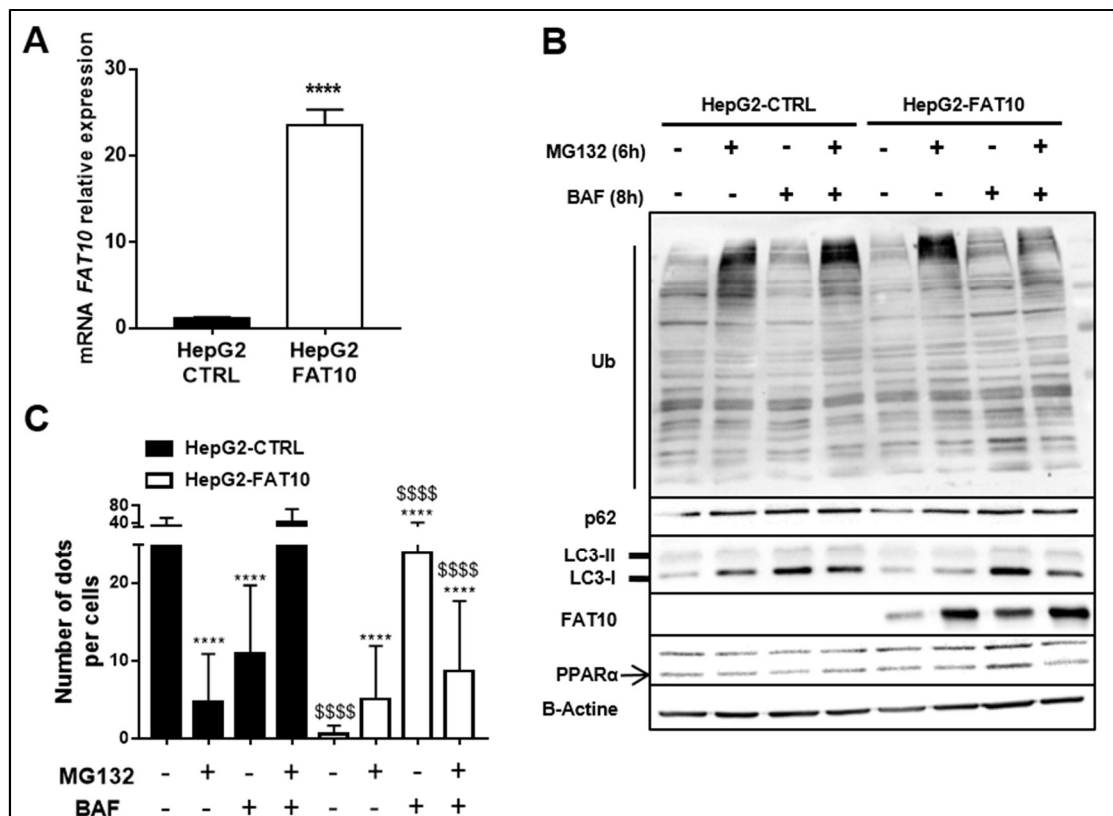 A
mRNA FAT10 relative expression
30
20
10
0
****
HepG2 CTRL
HepG2 FAT10
B
HepG2-CTRL HepG2-FAT10
MG132 (6h) - + - + - + - +
BAF (8h) - - + + - - + +
Ub
p62
LC3-II
LC3-I
FAT10
PPARα
B-Actine
C
HepG2-CTRL
HepG2-FAT10
Number of dots per cells
80
40
20
10
0
****
****
$$$$
****
$$$$
****
$$$$
****
MG132 - + - + - + - +
BAF - - + + - - + +